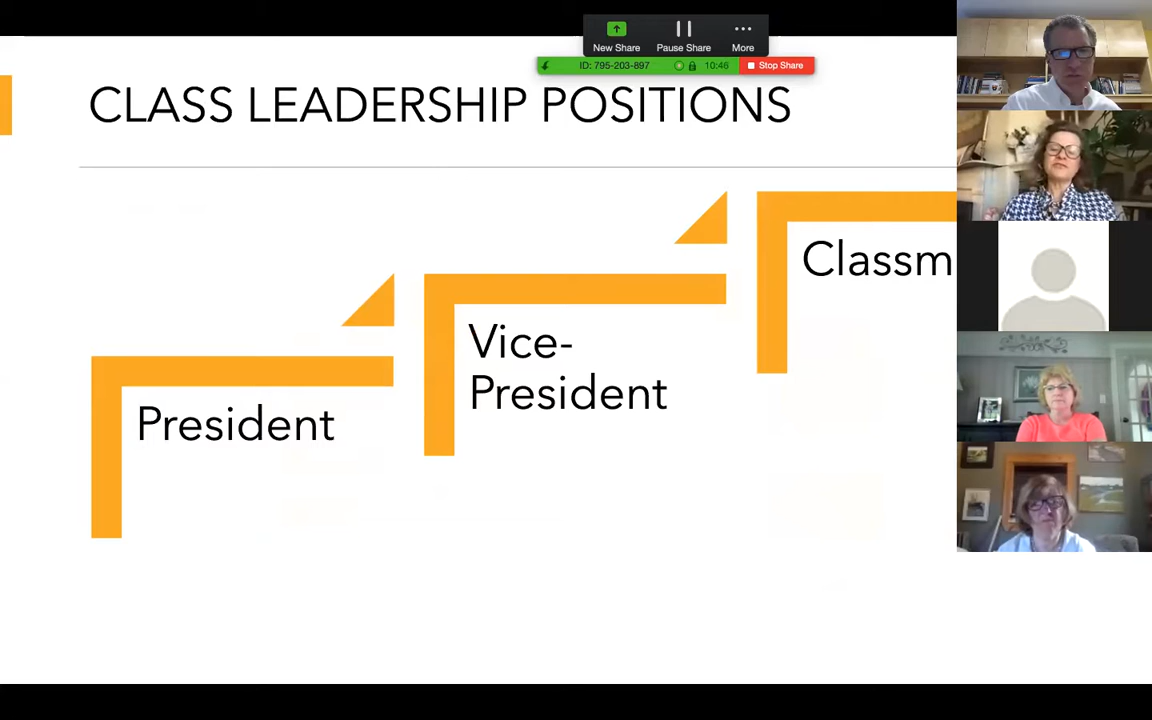 New Share
Pause Share
More
ID: 795-203-897
10:46
Stop Share
CLASS LEADERSHIP POSITIONS
Classm
Vice-
President
President